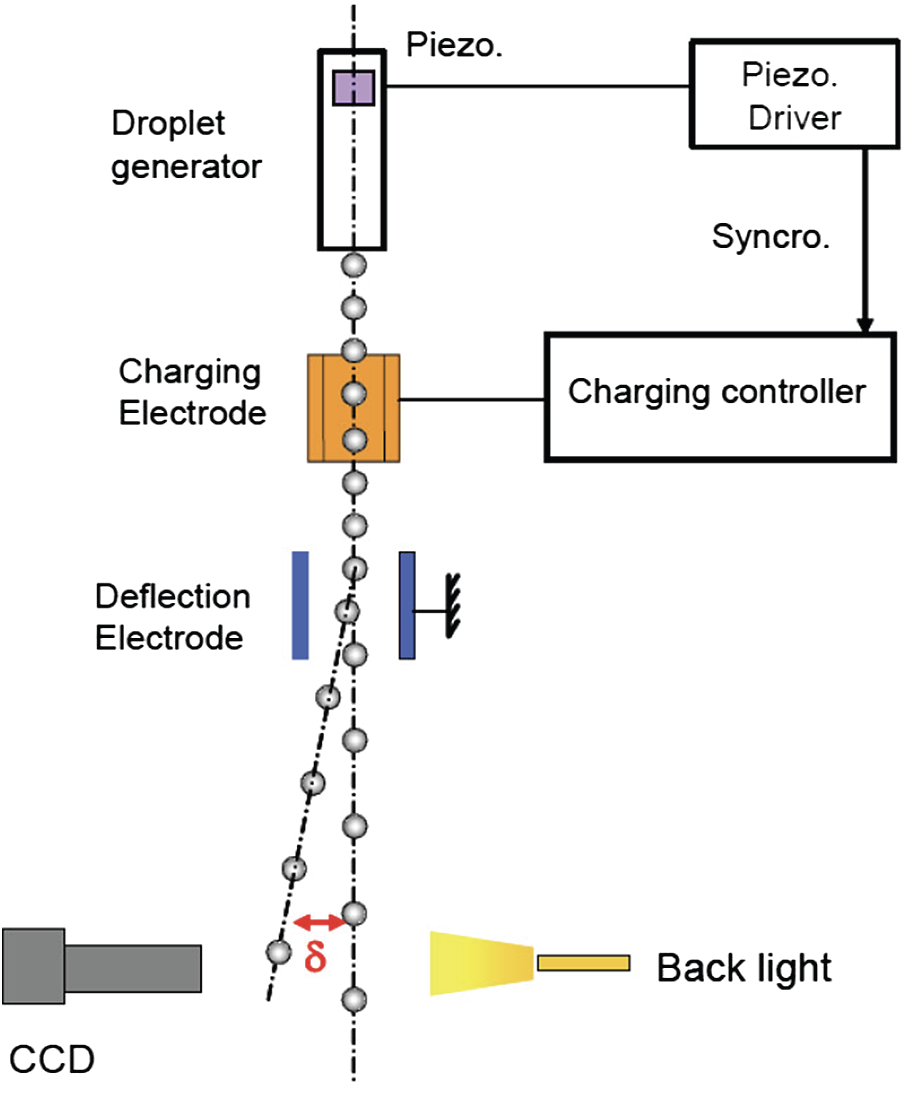 Piezo.
Piezo.
Driver
Droplet
generator
Syncro.
Charging
Electrode
Charging controller
Deflection
Electrode
δ
Back light
CCD